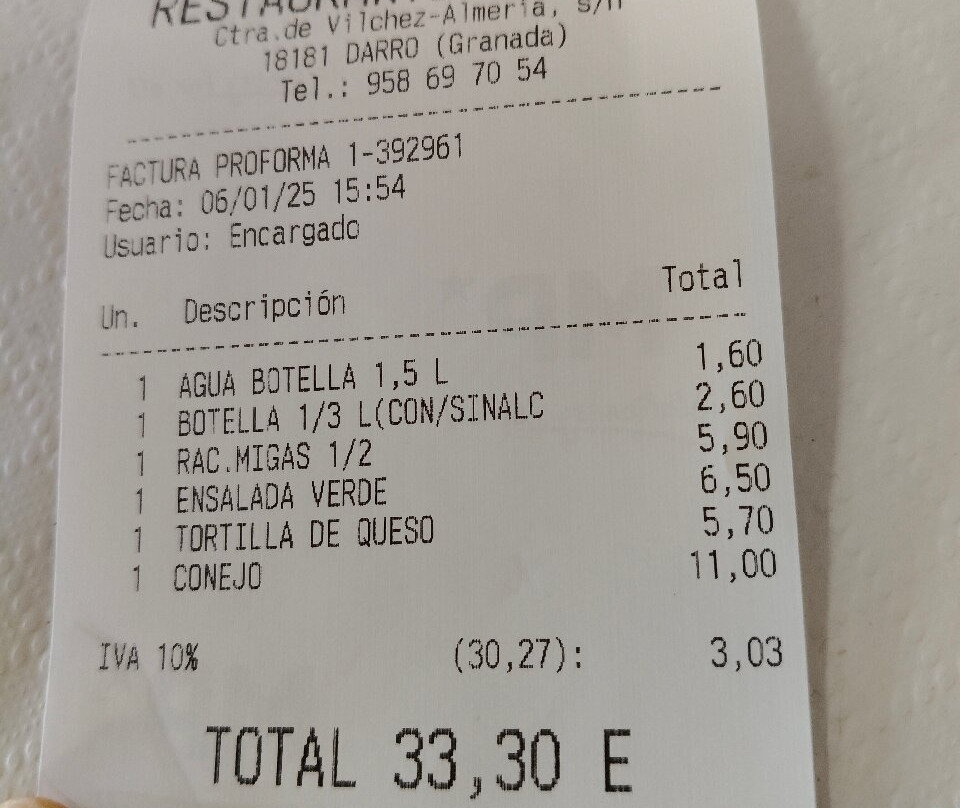 Ctra.de Vilchez-Almeria, s/n
18181 DARRO (Granada)
Tel.: 958 69 70 54
FACTURA PROFORMA 1-392961
Fecha: 06/01/25 15:54
Usuario: Encargado
Un. Descripción Total
1 AGUA BOTELLA 1,5 L 1,60
1 BOTELLA 1/3 L(CON/SINALC 2,60
1 RAC.MIGAS 1/2 5,90
1 ENSALADA VERDE 6,50
1 TORTILLA DE QUESO 5,70
1 CONEJO 11,00
IVA 10% (30,27): 3,03
TOTAL 33,30 E